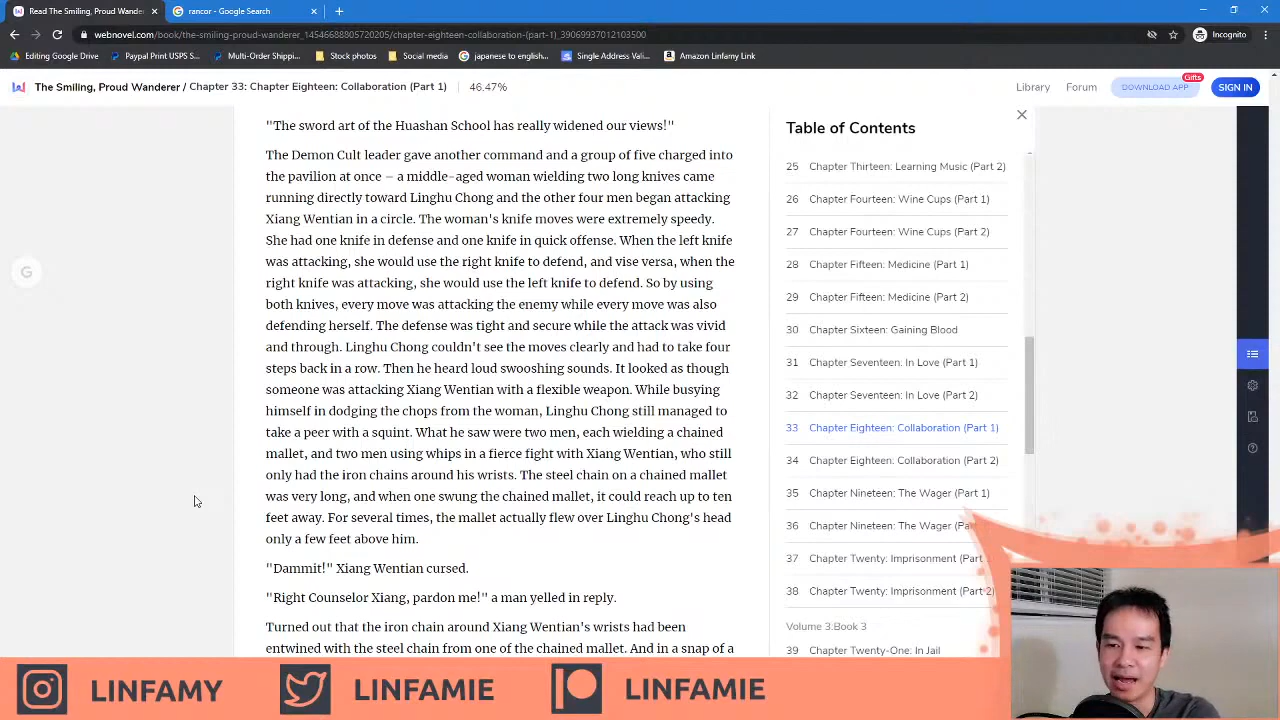 Read The Smiling, Proud Wande
rancor - Google Search
webnovel.com/book/the-smiling-proud-wanderer_14546688805720205/chapter-eighteen-collaboration-(part-1)_39069937012103500
Incognito
Editing Google Drive
Paypal Print USPS S...
Multi-Order Shippi...
Stock photos
Social media
japanese to english...
Single Address Vali...
Amazon Linfamy Link
The Smiling, Proud Wanderer / Chapter 33: Chapter Eighteen: Collaboration (Part 1)
46.47%
Library
Forum
DOWNLOAD APP
Gifts
SIGN IN
"The sword art of the Huashan School has really widened our views!"
The Demon Cult leader gave another command and a group of five charged into
the pavilion at once – a middle-aged woman wielding two long knives came
running directly toward Linghu Chong and the other four men began attacking
Xiang Wentian in a circle. The woman's knife moves were extremely speedy.
She had one knife in defense and one knife in quick offense. When the left knife
was attacking, she would use the right knife to defend, and vise versa, when the
right knife was attacking, she would use the left knife to defend. So by using
both knives, every move was attacking the enemy while every move was also
defending herself. The defense was tight and secure while the attack was vivid
and through. Linghu Chong couldn't see the moves clearly and had to take four
steps back in a row. Then he heard loud swooshing sounds. It looked as though
someone was attacking Xiang Wentian with a flexible weapon. While busying
himself in dodging the chops from the woman, Linghu Chong still managed to
take a peer with a squint. What he saw were two men, each wielding a chained
mallet, and two men using whips in a fierce fight with Xiang Wentian, who still
only had the iron chains around his wrists. The steel chain on a chained mallet
was very long, and when one swung the chained mallet, it could reach up to ten
feet away. For several times, the mallet actually flew over Linghu Chong's head
only a few feet above him.
"Dammit!" Xiang Wentian cursed.
"Right Counselor Xiang, pardon me!" a man yelled in reply.
Turned out that the iron chain around Xiang Wentian's wrists had been
entwined with the steel chain from one of the chained mallet. And in a snap of a
Table of Contents
25 Chapter Thirteen: Learning Music (Part 2)
26 Chapter Fourteen: Wine Cups (Part 1)
27 Chapter Fourteen: Wine Cups (Part 2)
28 Chapter Fifteen: Medicine (Part 1)
29 Chapter Fifteen: Medicine (Part 2)
30 Chapter Sixteen: Gaining Blood
31 Chapter Seventeen: In Love (Part 1)
32 Chapter Seventeen: In Love (Part 2)
33 Chapter Eighteen: Collaboration (Part 1)
34 Chapter Eighteen: Collaboration (Part 2)
35 Chapter Nineteen: The Wager (Part 1)
36 Chapter Nineteen: The Wager (Pa
37 Chapter Twenty: Imprisonment (Part
38 Chapter Twenty: Imprisonment (Part 2)
Volume 3:Book 3
39 Chapter Twenty-One: In Jail
G
LINFAMY
LINFAMIE
LINFAMIE